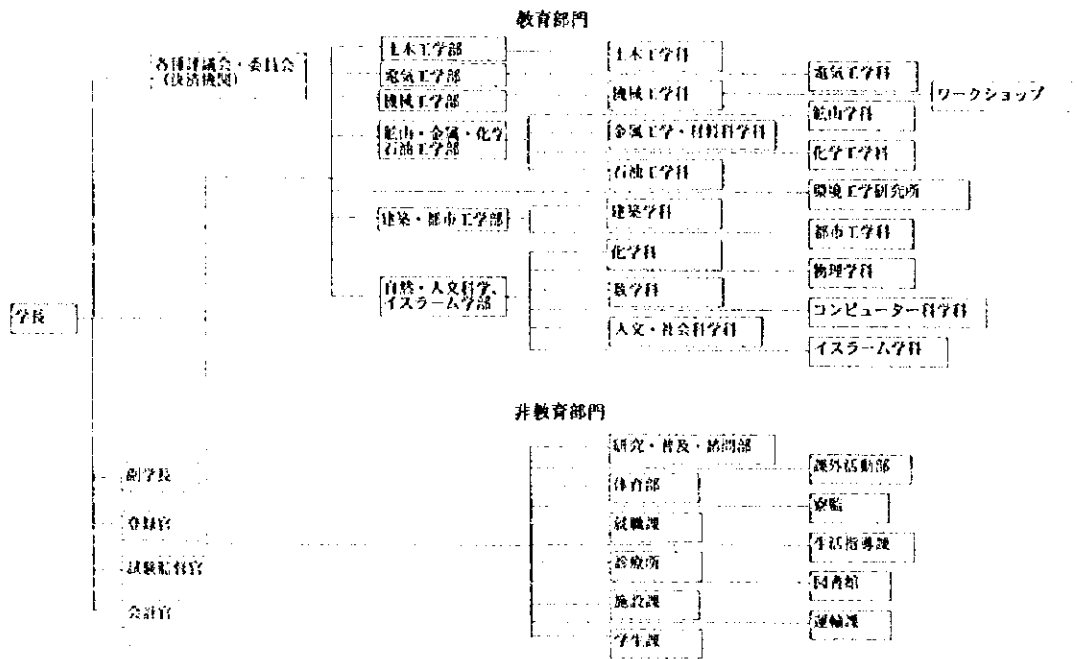 教育部門
各種評議会・委員会
(決済機関)
土木工学部
電気工学部
機械工学部
鉱山・金属・化学
石油工学部
建築・都市工学部
自然・人文科学、
イスラーム学部
土木工学科
電気工学科
機械工学科
ワークショップ
鉱山学科
金属工学・材料科学科
化学工学科
石油工学科
環境工学研究所
建築学科
都市工学科
化学科
物理学科
数学科
コンピューター科学科
人文・社会科学科
イスラーム学科
学長
副学長
登録官
試験監督官
会計官
非教育部門
研究・普及・諮問部
課外活動部
体育部
寮監
就職課
生活指導課
診療所
図書館
施設課
運輸課
学生課